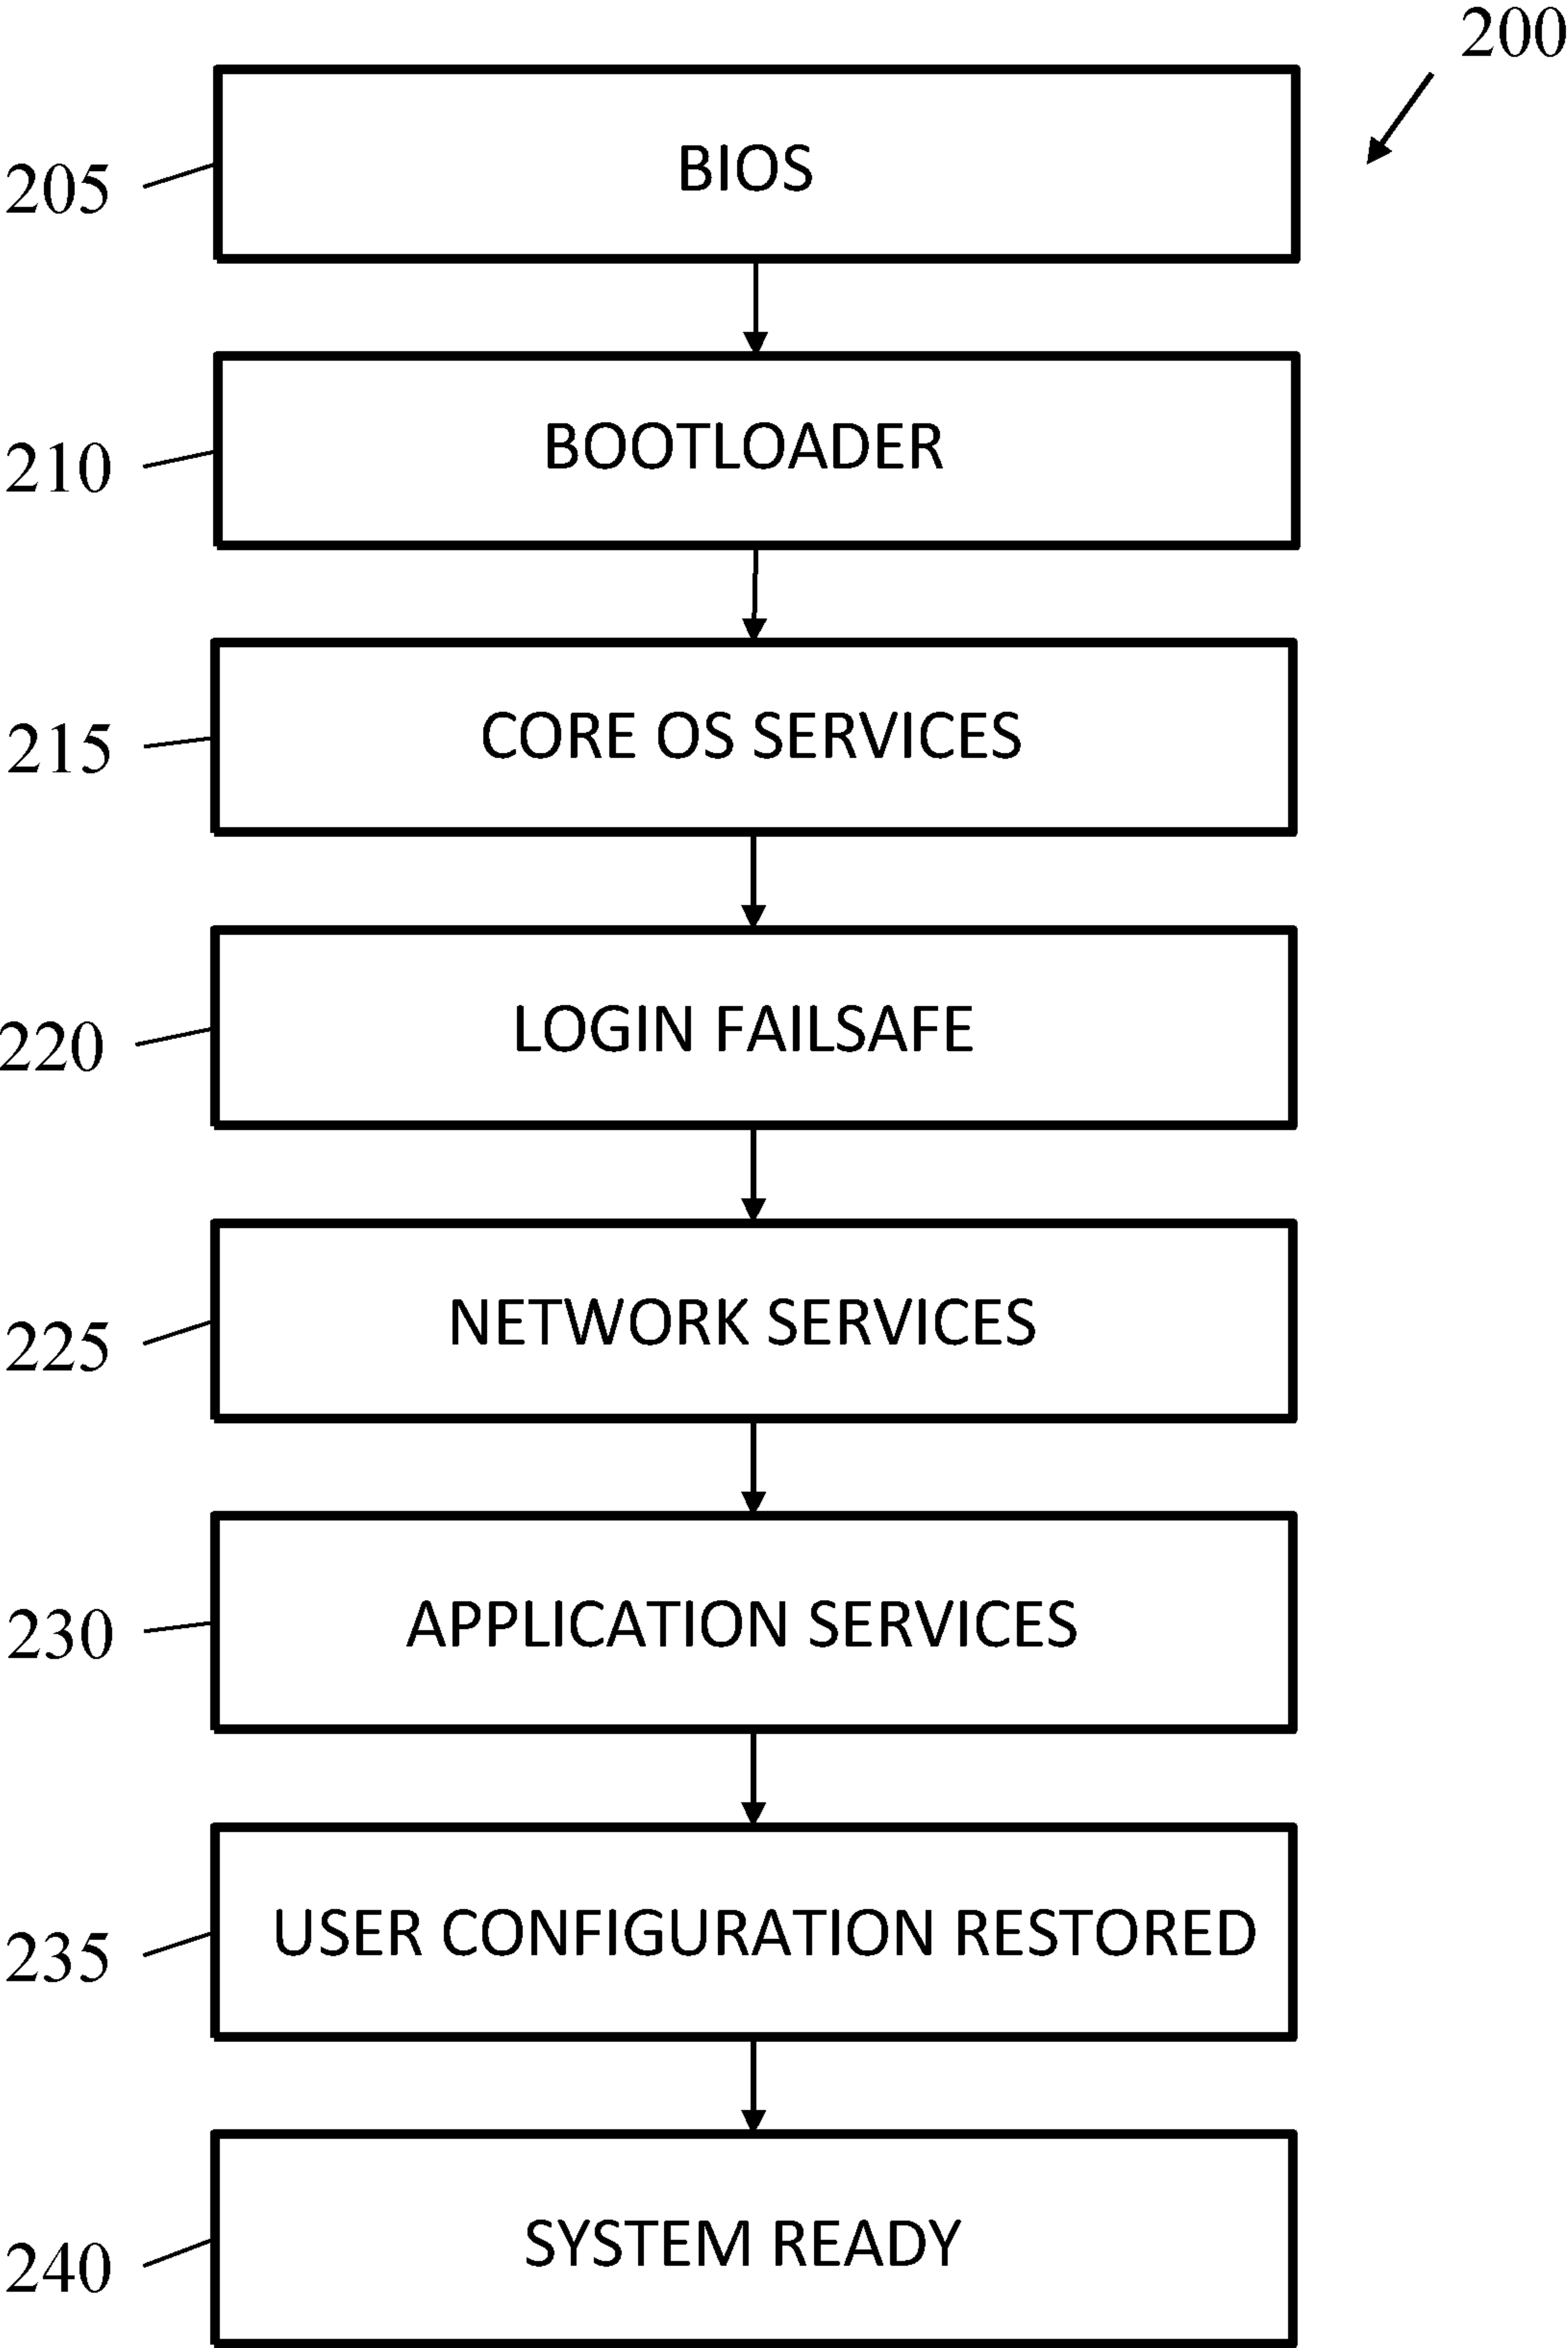 200
205
BIOS
210
BOOTLOADER
215
CORE OS SERVICES
220
LOGIN FAILSAFE
225
NETWORK SERVICES
230
APPLICATION SERVICES
235
USER CONFIGURATION RESTORED
240
SYSTEM READY